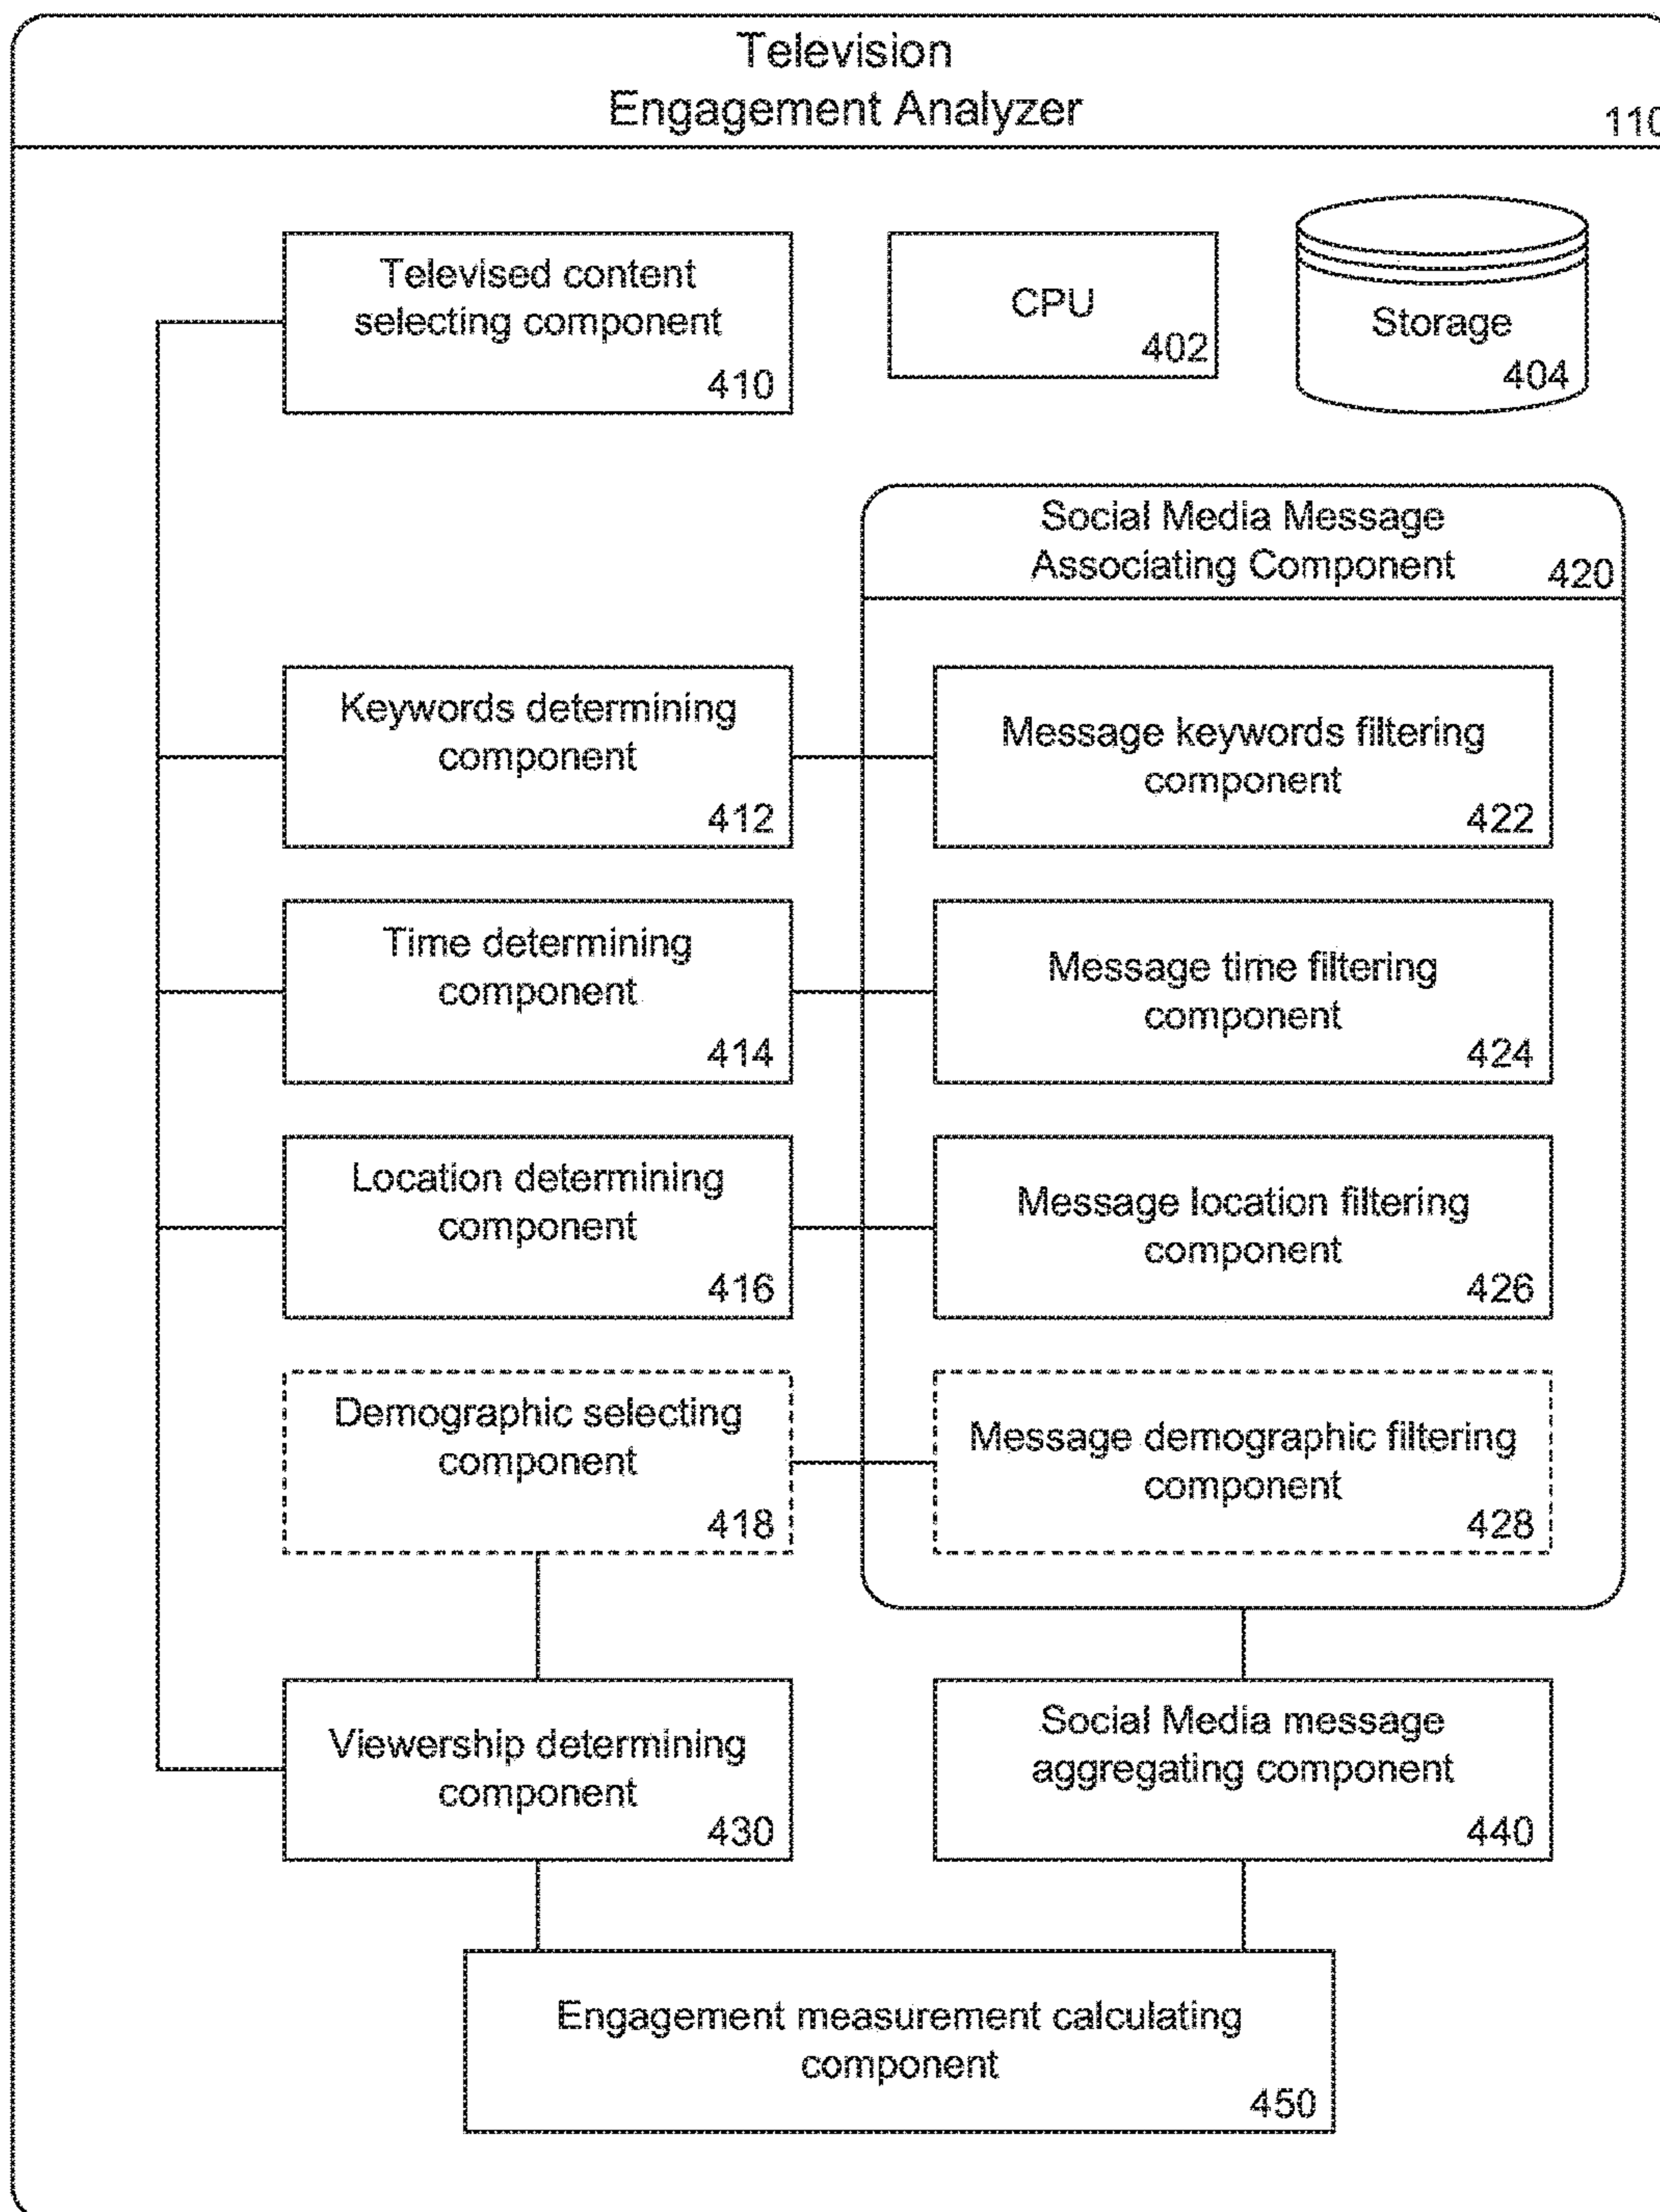 Television
Engagement Analyzer
110
Televised content
selecting component
410
CPU
402
Storage
404
Social Media Message
Associating Component
420
Keywords determining
component
412
Message keywords filtering
component
422
Time determining
component
414
Message time filtering
component
424
Location determining
component
416
Message location filtering
component
426
Demographic selecting
component
418
Message demographic filtering
component
428
Viewership determining
component
430
Social Media message
aggregating component
440
Engagement measurement calculating
component
450